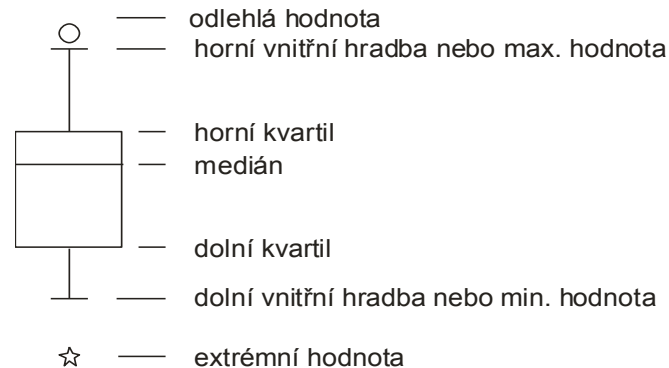 odlehlá hodnota
horní vnitřní hradba nebo max. hodnota
horní kvartil
medián
dolní kvartil
dolní vnitřní hradba nebo min. hodnota
extrémní hodnota